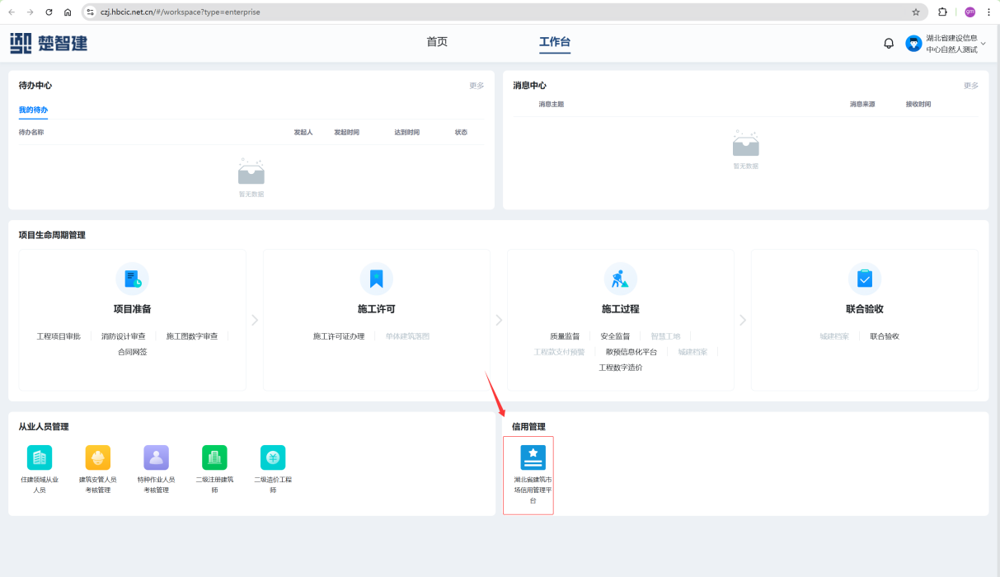 czj.hbcic.net.cn/#/workspace?type=enterprise
gm
楚智建
首页
工作台
湖北省建设信息
中心自然人测试
待办中心
更多
我的待办
待办名称
发起人
发起时间
达到时间
状态
暂无数据
消息中心
更多
消息主题
消息来源
接收时间
暂无数据
项目生命周期管理
项目准备
工程项目审批
消防设计审查
施工图数字审查
合同网签
施工许可
施工许可证办理
单体建筑落图
施工过程
质量监督
安全监督
智慧工地
工程款支付预警
散预信息化平台
城建档案
工程数字造价
联合验收
城建档案
联合验收
从业人员管理
住建领域从业
人员
建筑安管人员
考核管理
特种作业人员
考核管理
二级注册建筑
师
二级造价工程
师
信用管理
湖北省建筑市
场信用管理平
台